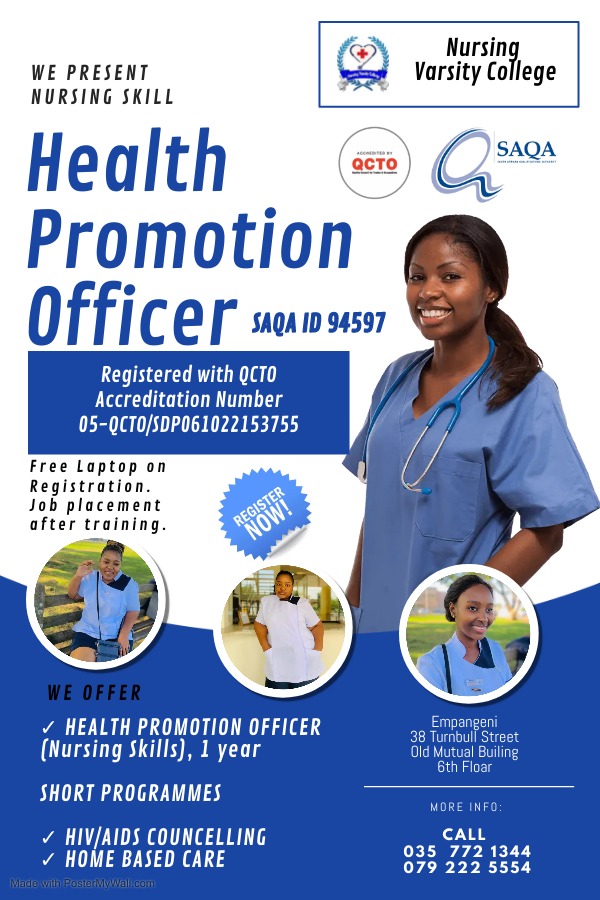 WE PRESENT
NURSING SKILL
Nursing
Varsity College
Health
Promotion
Officer
SAQA ID 94597
ACCREDITED BY
QCTO
SAQA
Registered with QCTO
Accreditation Number
05-QCTO/SDP061022153755
Free Laptop on
Registration.
Job placement
after training.
REGISTER
NOW!
WE OFFER
✓ HEALTH PROMOTION OFFICER
(Nursing Skills), 1 year
SHORT PROGRAMMES
✓ HIV/AIDS COUNCELLING
✓ HOME BASED CARE
Empangeni
38 Turnbull Street
Old Mutual Builing
6th Floar
MORE INFO:
CALL
035 772 1344
079 222 5554
Made with PosterMyWall.com